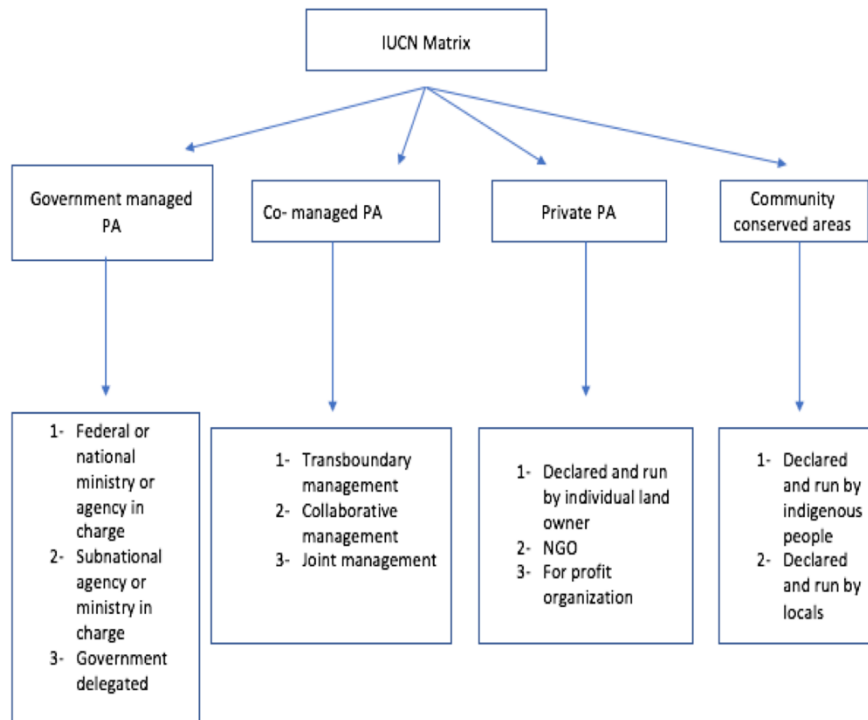 IUCN Matrix
Government managed
PA
Co- managed PA
Private PA
Community
conserved areas
1- Federal or
national
ministry or
agency in
charge
2- Subnational
agency or
ministry in
charge
3- Government
delegated
1- Transboundary
management
2- Collaborative
management
3- Joint management
1- Declared and run
by individual land
owner
2- NGO
3- For profit
organization
1- Declared
and run by
indigenous
people
2- Declared
and run by
locals